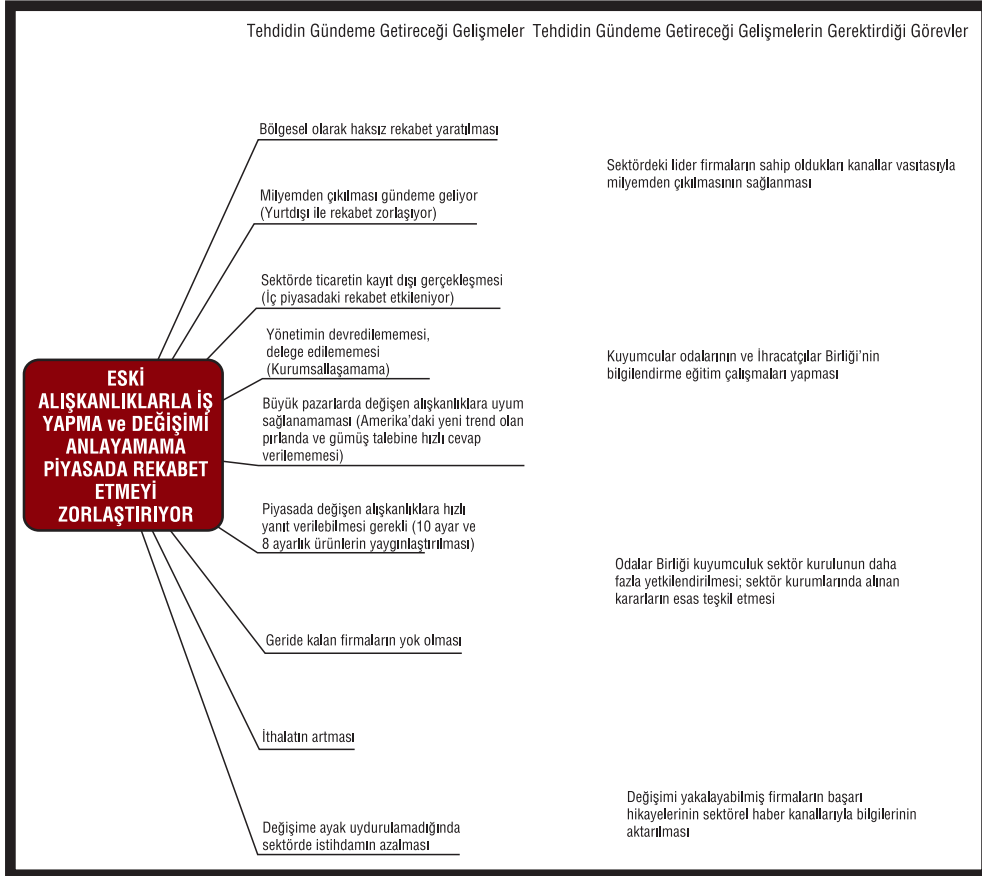 Tehdidin Gündeme Getireceği Gelişmeler
Tehdidin Gündeme Getireceği Gelişmelerin Gerektirdiği Görevler
ESKİ
ALIŞKANLIKLARLA İŞ
YAPMA ve DEĞİŞİMİ
ANLAYAMAMA
PİYASADA REKABET
ETMEYİ
ZORLAŞTIRIYOR
Bölgesel olarak haksız rekabet yaratılması
Milyemden çıkılması gündeme geliyor
(Yurtdışı ile rekabet zorlaşıyor)
Sektörde ticaretin kayıt dışı gerçekleşmesi
(İç piyasadaki rekabet etkileniyor)
Yönetimin devredilememesi,
delege edilememesi
(Kurumsallaşamama)
Büyük pazarlarda değişen alışkanlıklara uyum
sağlanamaması (Amerika’daki yeni trend olan
pırlanda ve gümüş talebine hızlı cevap
verilememesi)
Piyasada değişen alışkanlıklara hızlı
yanıt verilebilmesi gerekli (10 ayar ve
8 ayarlık ürünlerin yaygınlaştırılması)
Geride kalan firmaların yok olması
İthalatın artması
Değişime ayak uydurulamadığında
sektörde istihdamın azalması
Sektördeki lider firmaların sahip oldukları kanallar vasıtasıyla
milyemden çıkılmasının sağlanması
Kuyumcular odalarının ve İhracatçılar Birliği’nin
bilgilendirme eğitim çalışmaları yapması
Odalar Birliği kuyumculuk sektör kurulunun daha
fazla yetkilendirilmesi; sektör kurumlarında alınan
kararların esas teşkil etmesi
Değişimi yakalayabilmiş firmaların başarı
hikayelerinin sektörel haber kanallarıyla bilgilerinin
aktarılması